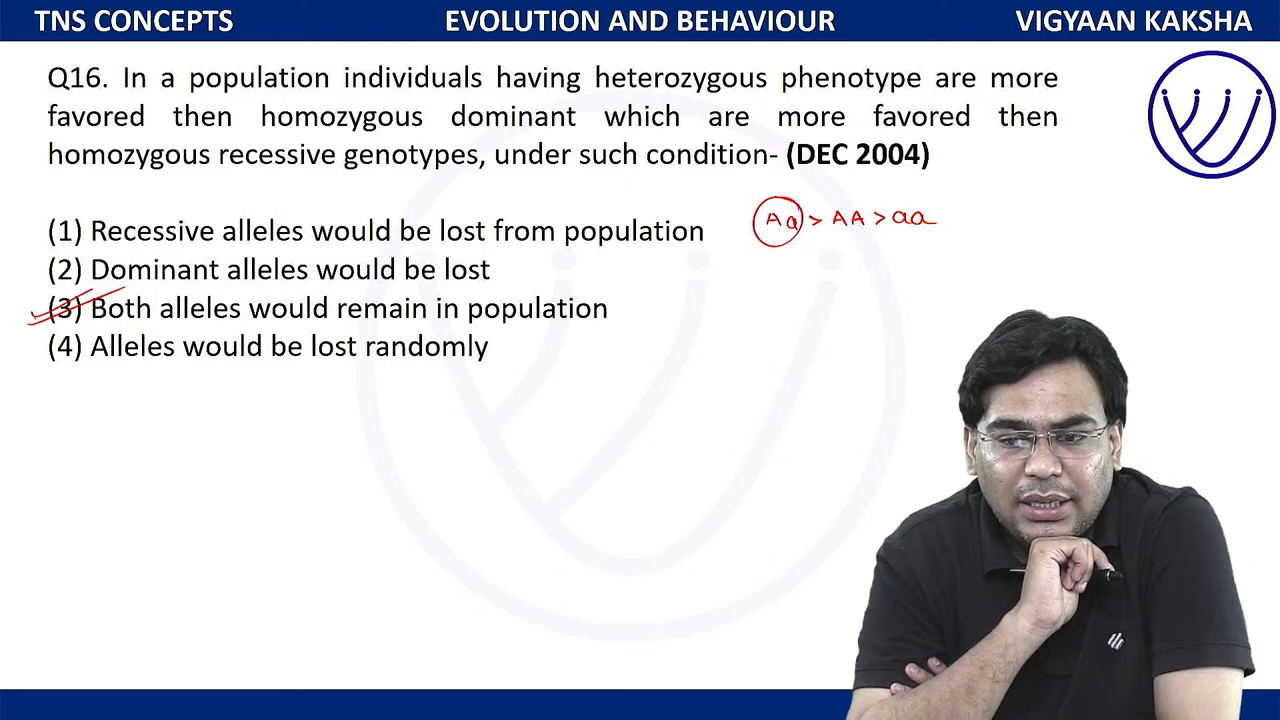 TNS CONCEPTS EVOLUTION AND BEHAVIOUR VIGYAAN KAKSHA
Q16. In a population individuals having heterozygous phenotype are more
favored then homozygous dominant which are more favored then
homozygous recessive genotypes, under such condition- (DEC 2004)
Aa > AA > aa
(1) Recessive alleles would be lost from population
(2) Dominant alleles would be lost
(3) Both alleles would remain in population
(4) Alleles would be lost randomly